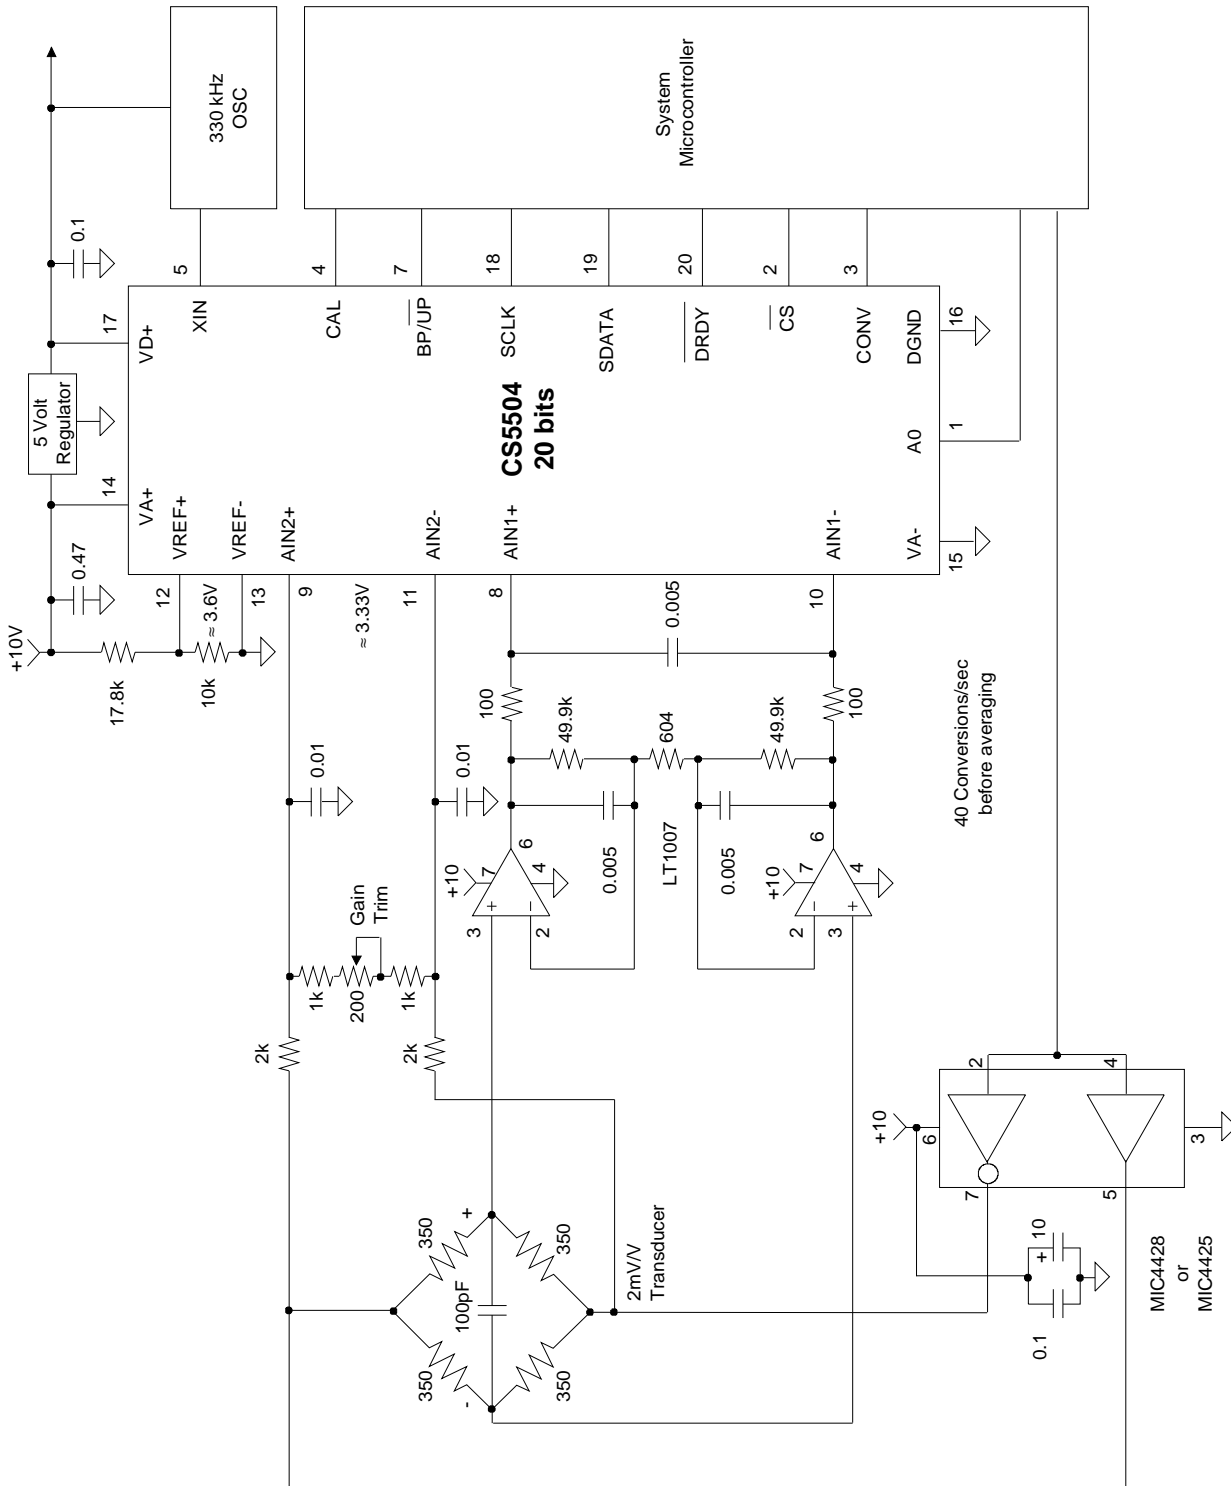 +10V
17.8k
10k
0.47
5 Volt
Regulator
0.1
330 kHz
OSC
System
Microcontroller
12
≈ 3.6V
13
14
17
5
VA+
VD+
XIN
VREF+
VREF-
AIN2+
9
≈ 3.33V
11
AIN2-
8
AIN1+
10
AIN1-
CS5504
20 bits
CAL
4
BP/UP
7
SCLK
18
SDATA
19
DRDY
20
CS
2
CONV
3
DGND
16
A0
1
VA-
15
0.01
0.01
2k
2k
1k
200
1k
Gain
Trim
350
350
350
350
+
-
100pF
2mV/V
Transducer
3
2
+
-
+10
7
4
6
0.005
49.9k
604
49.9k
100
100
0.005
LT1007
0.005
2
3
-
+
+10
7
4
6
40 Conversions/sec
before averaging
+10
6
2
4
7
5
3
0.1
+
10
MIC4428
or
MIC4425